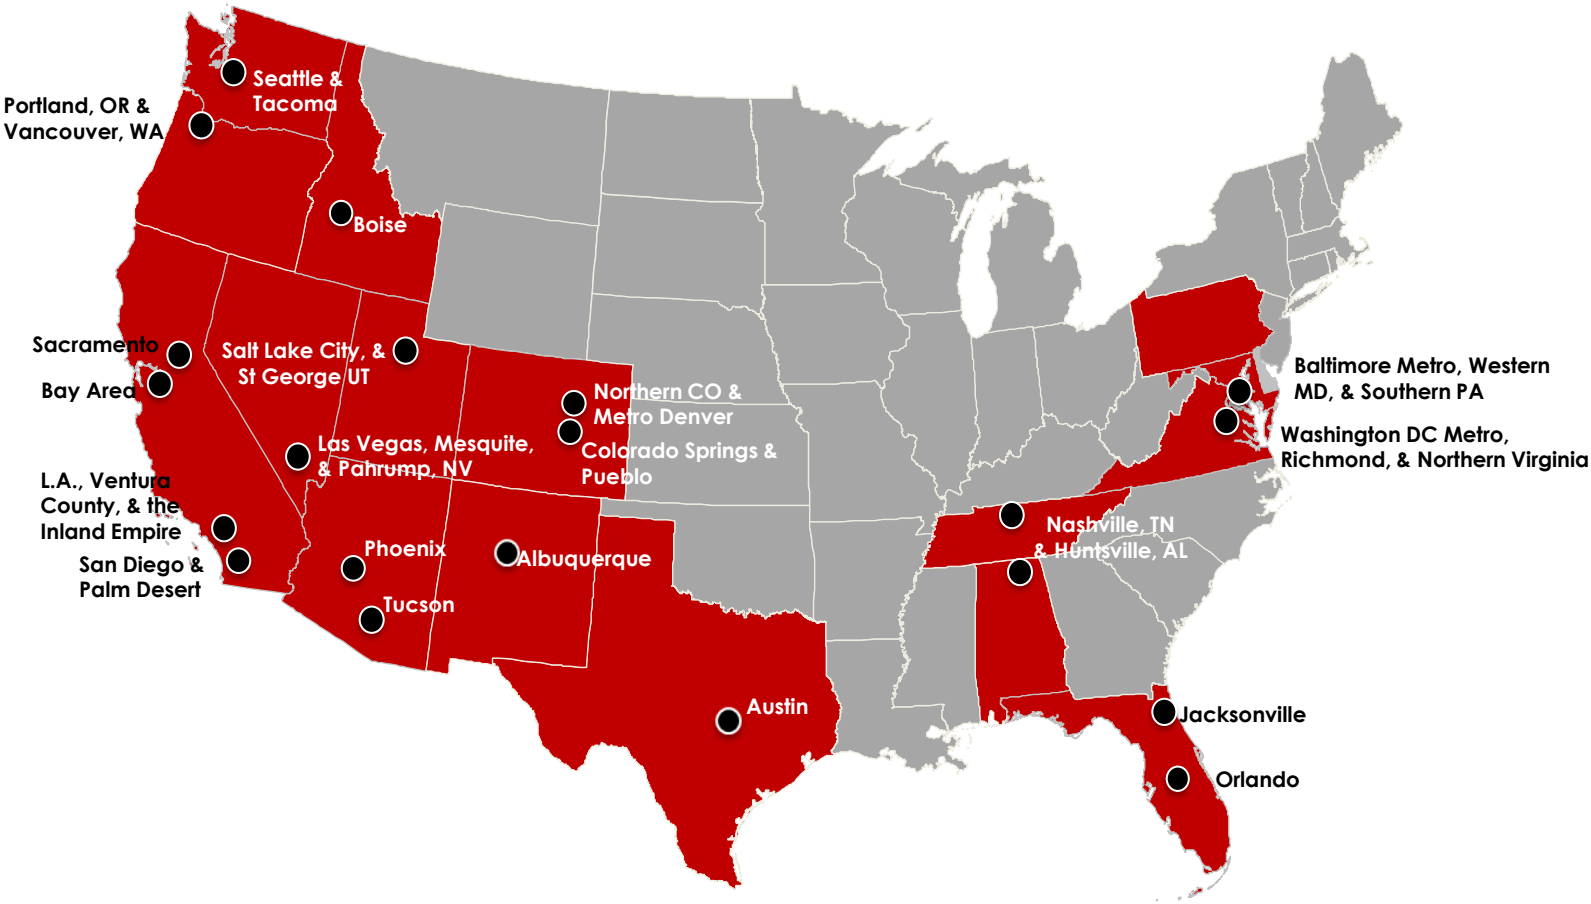 Seattle &
Tacoma
Portland, OR &
Vancouver, WA
Boise
Sacramento
Bay Area
Salt Lake City, &
St George UT
Northern CO &
Metro Denver
Colorado Springs &
Pueblo
Las Vegas, Mesquite,
& Pahrump, NV
L.A., Ventura
County, & the
Inland Empire
San Diego &
Palm Desert
Phoenix
Tucson
Albuquerque
Austin
Baltimore Metro, Western
MD, & Southern PA
Washington DC Metro,
Richmond, & Northern Virginia
Nashville, TN
& Huntsville, AL
Jacksonville
Orlando